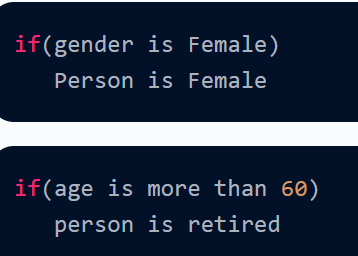 if(gender is Female)
Person is Female
if(age is more than 60)
person is retired